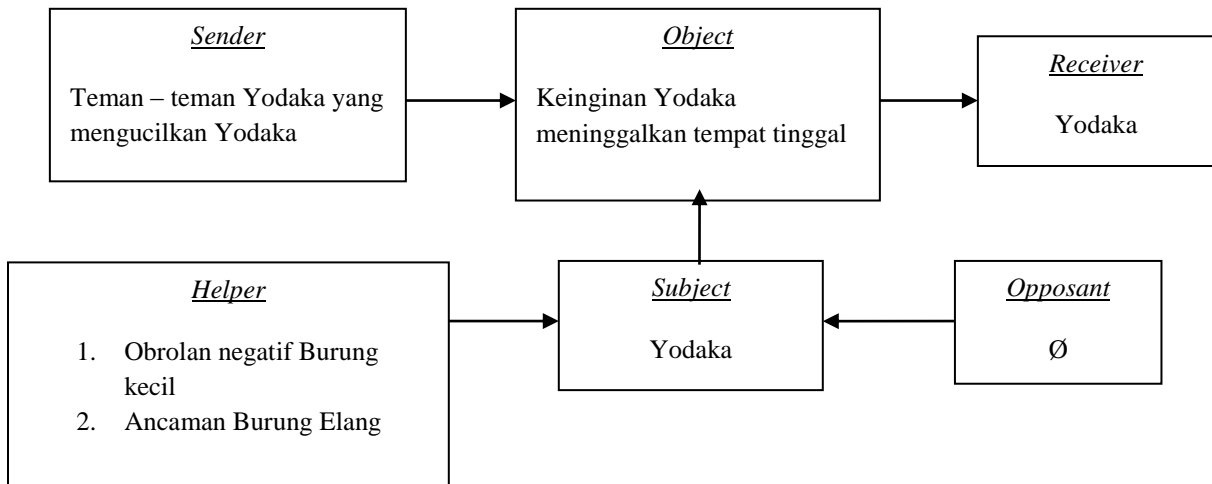 Sender
Teman – teman Yodaka yang
mengucilkan Yodaka
Object
Keinginan Yodaka
meninggalkan tempat tinggal
Receiver
Yodaka
Helper
1. Obrolan negatif Burung
kecil
2. Ancaman Burung Elang
Subject
Yodaka
Opposant
Ø